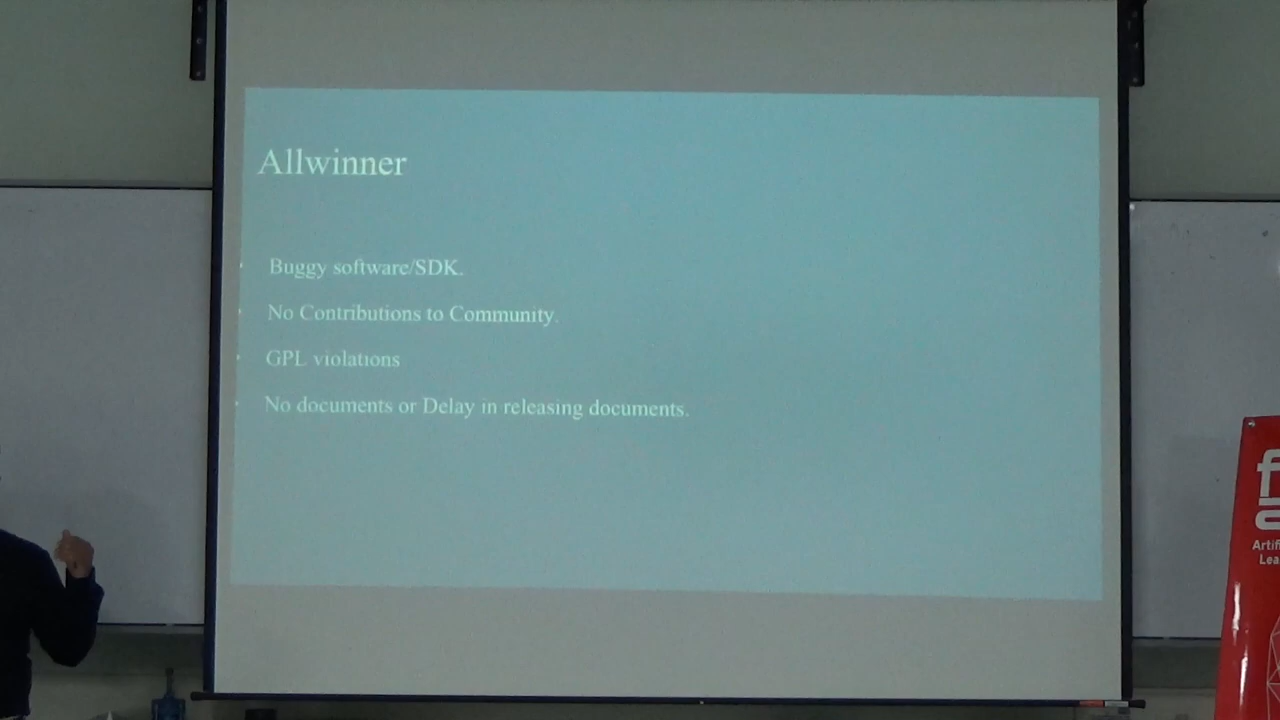 Allwinner
Buggy software/SDK.
No Contributions to Community.
GPL violations
No documents or Delay in releasing documents.